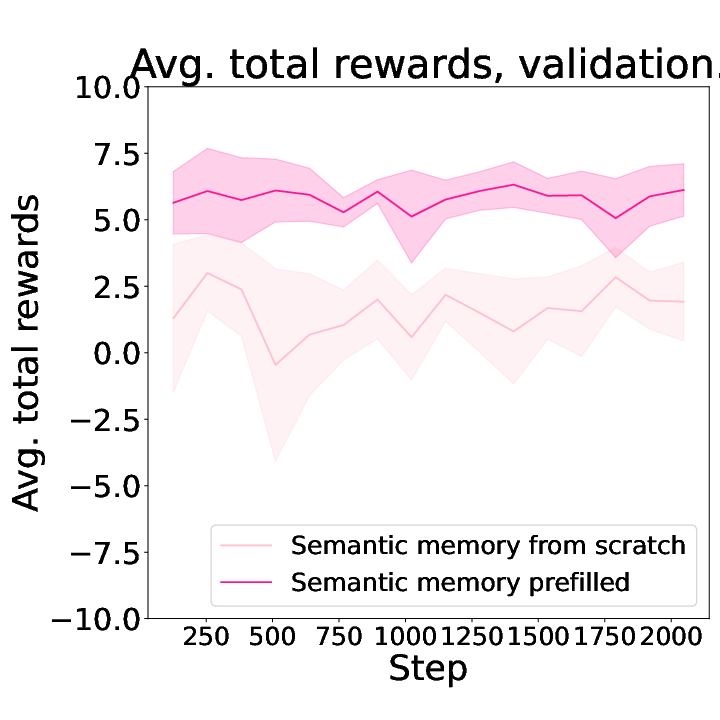 Avg. total rewards, validation.
10.0
7.5
5.0
2.5
0.0
−2.5
−5.0
−7.5
−10.0
Avg. total rewards
Semantic memory from scratch
Semantic memory prefilled
250 500 750 1000 1250 1500 1750 2000
Step